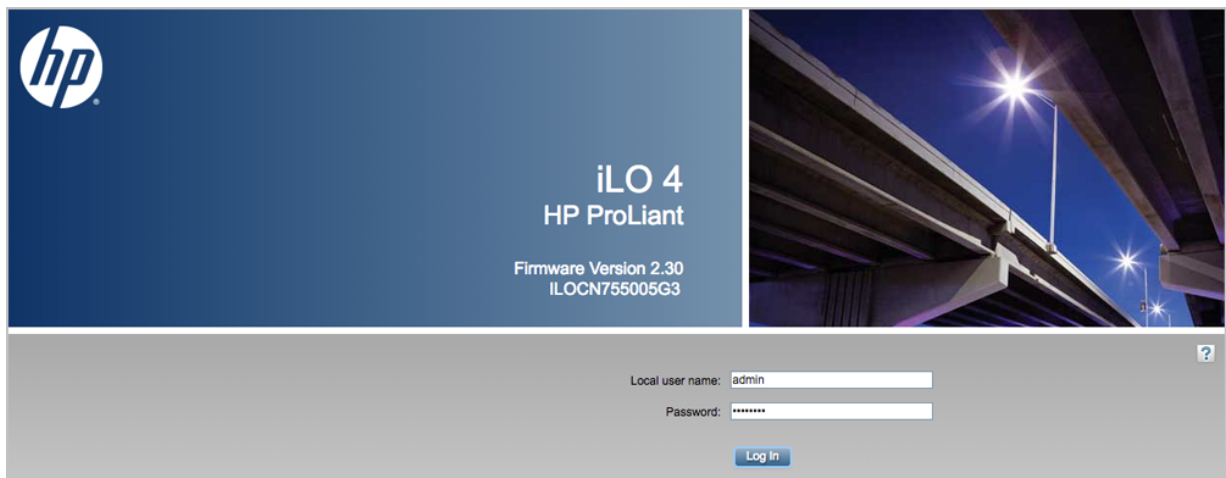 hp
iLO 4
HP ProLiant
Firmware Version 2.30
ILOCN755005G3
?
Local user name: admin
Password: ••••••••
Log In